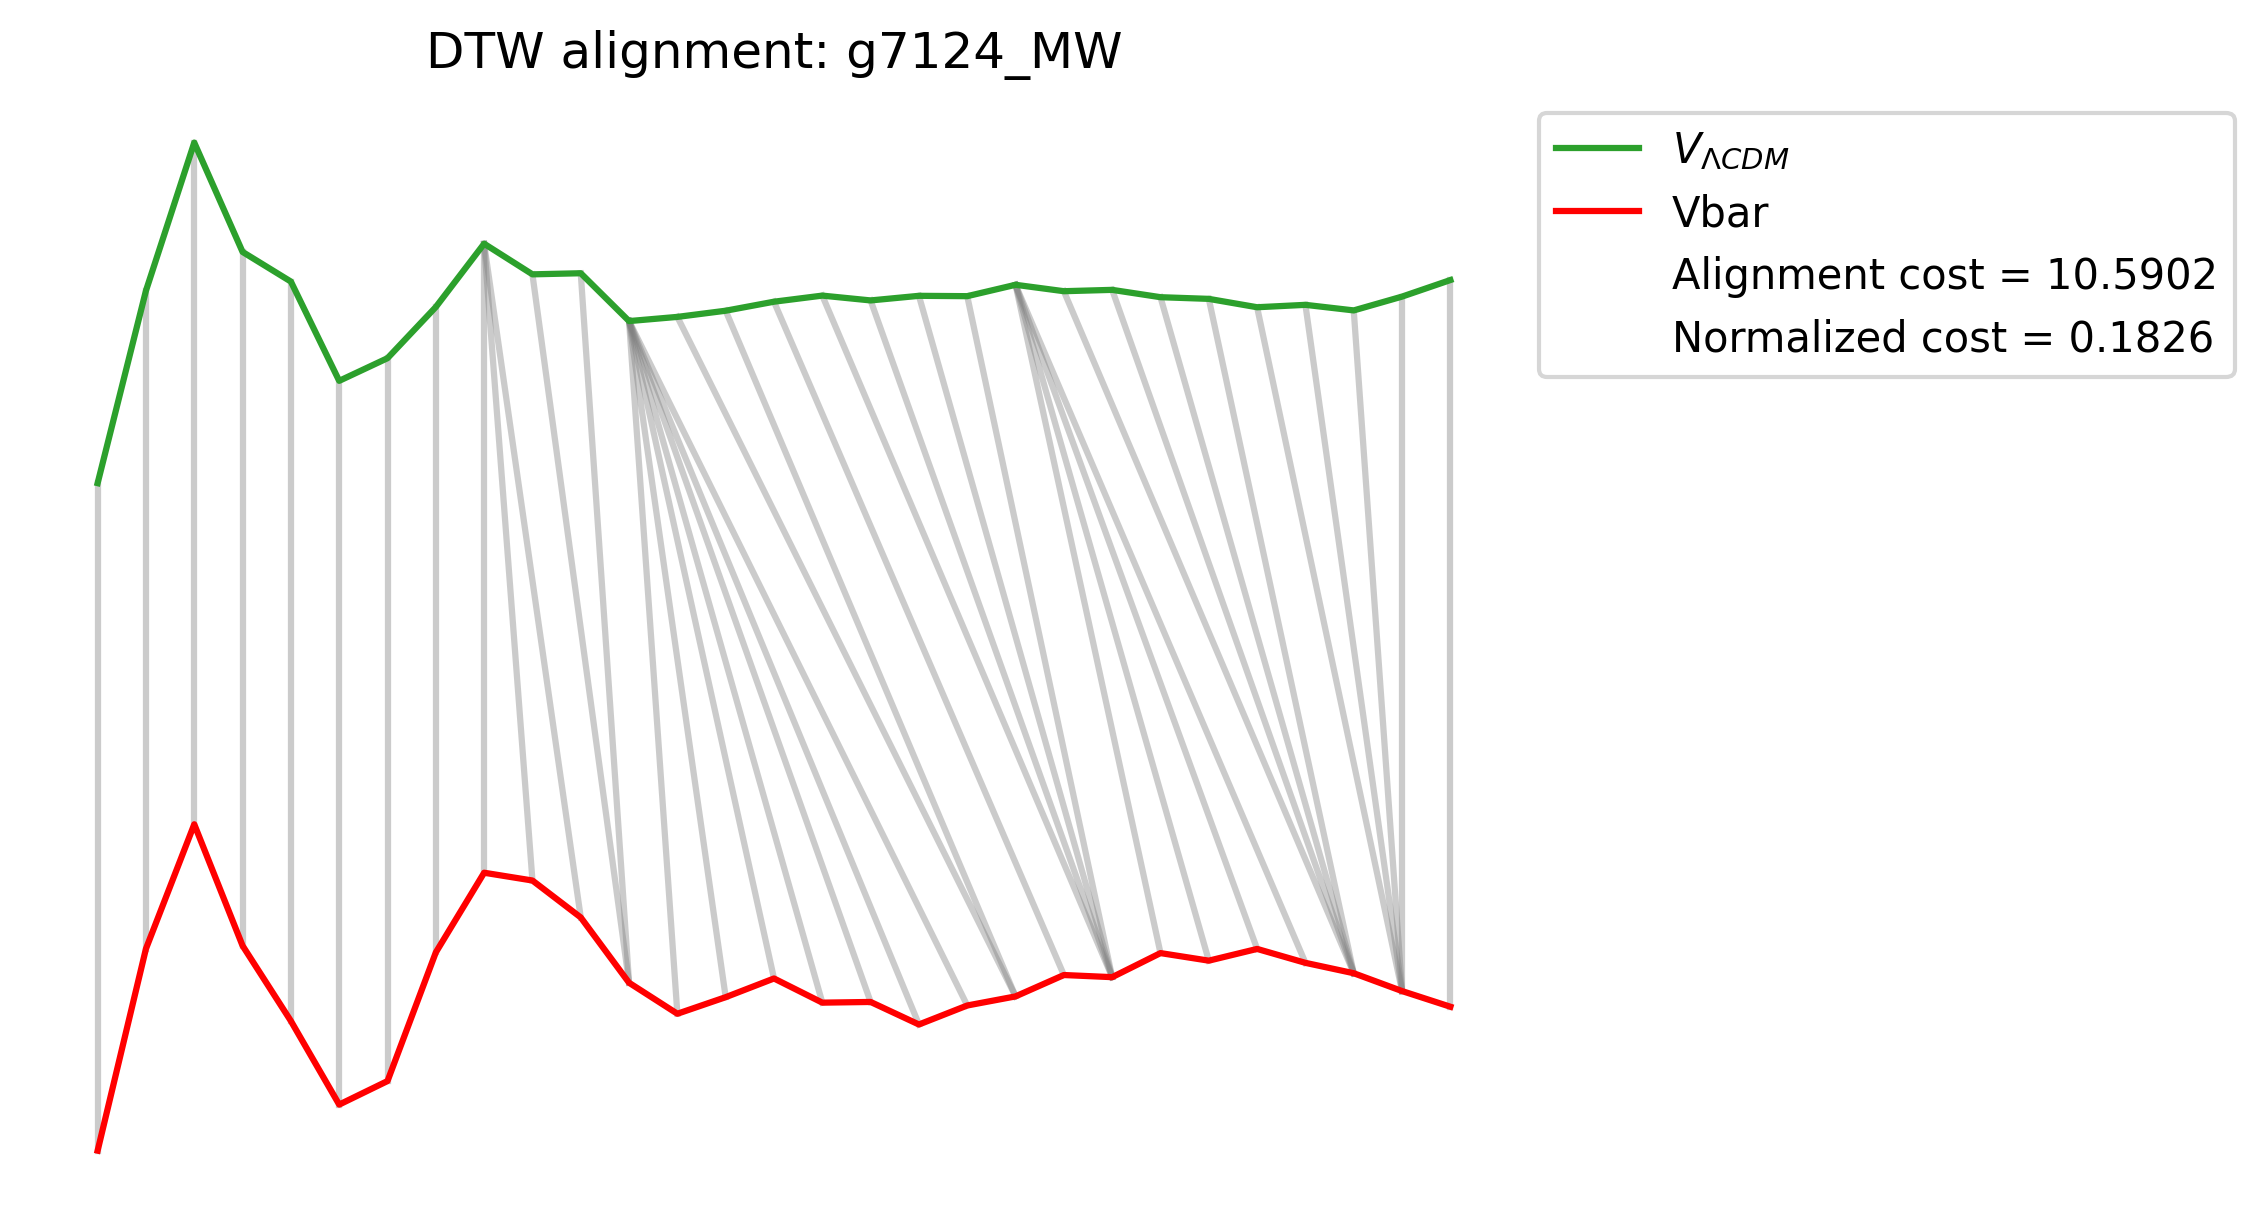 DTW alignment: g7124_MW
V_ΛCDM
Vbar
Alignment cost = 10.5902
Normalized cost = 0.1826